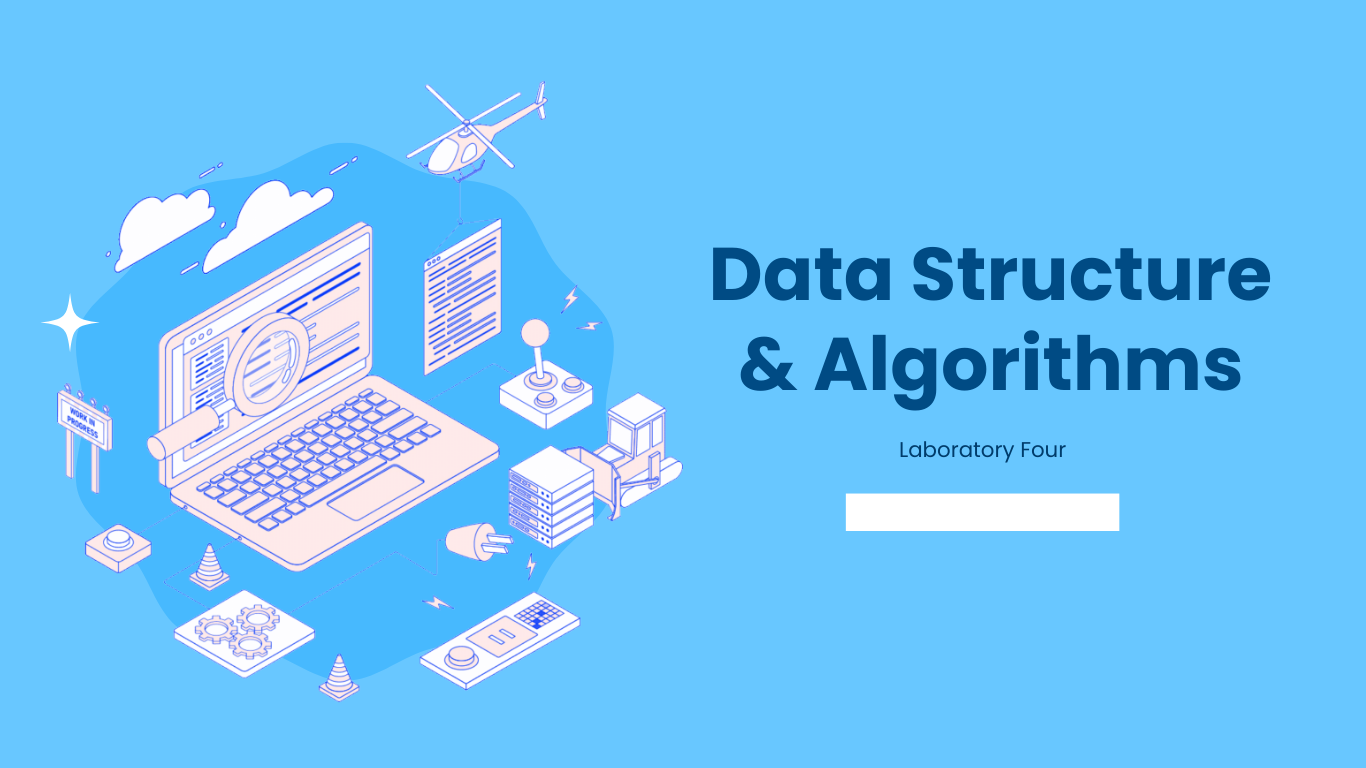 Data Structure
& Algorithms
Laboratory Four
WORK IN
PROGRESS